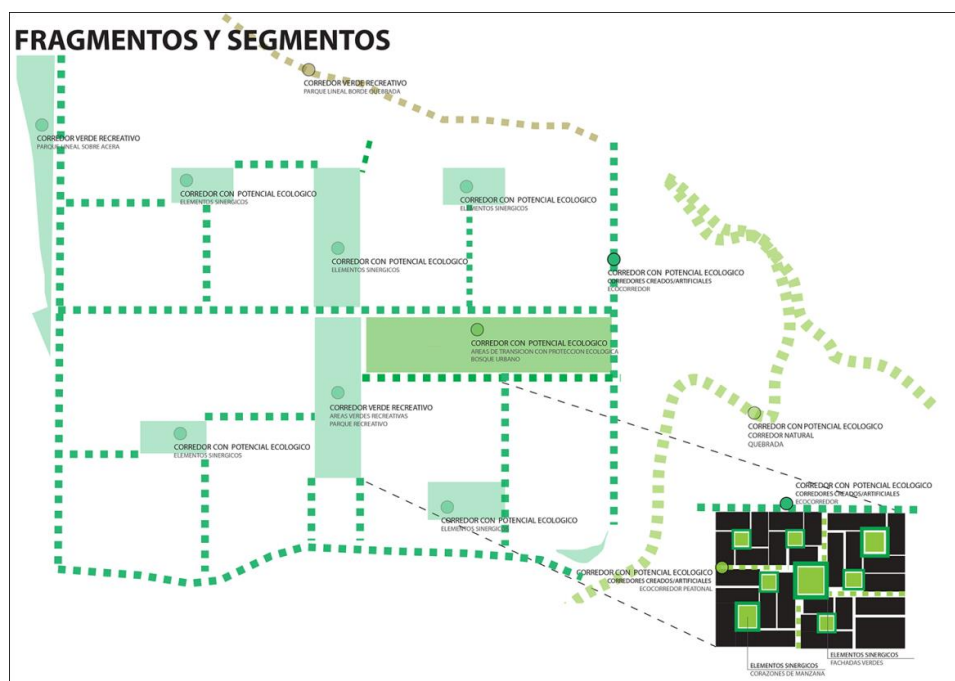 FRAGMENTOS Y SEGMENTOS
CORREDOR VERDE RECREATIVO
PARQUE LINEAL BORDE QUEBRADA
CORREDOR VERDE RECREATIVO
PARQUE LINEAL SOBRE ACERA
CORREDOR CON POTENCIAL ECOLOGICO
ELEMENTOS SINERGICOS
CORREDOR CON POTENCIAL ECOLOGICO
ELEMENTOS SINERGICOS
CORREDOR CON POTENCIAL ECOLOGICO
ELEMENTOS SINERGICOS
CORREDOR CON POTENCIAL ECOLOGICO
CORREDORES CREADOS/ARTIFICIALES
ECOCORREDOR
CORREDOR CON POTENCIAL ECOLOGICO
AREAS DE TRANSICION CON PROTECCION ECOLOGICA
BOSQUE URBANO
CORREDOR VERDE RECREATIVO
AREAS VERDES RECREATIVAS
PARQUE RECREATIVO
CORREDOR CON POTENCIAL ECOLOGICO
CORREDOR NATURAL
QUEBRADA
CORREDOR CON POTENCIAL ECOLOGICO
ELEMENTOS SINERGICOS
CORREDOR CON POTENCIAL ECOLOGICO
CORREDORES CREADOS/ARTIFICIALES
ECOCORREDOR
CORREDOR CON POTENCIAL ECOLOGICO
ELEMENTOS SINERGICOS
CORREDOR CON POTENCIAL ECOLOGICO
CORREDORES CREADOS/ARTIFICIALES
ECOCORREDOR PEATONAL
ELEMENTOS SINERGICOS
FACHADAS VERDES
ELEMENTOS SINERGICOS
CORAZONES DE MANZANA